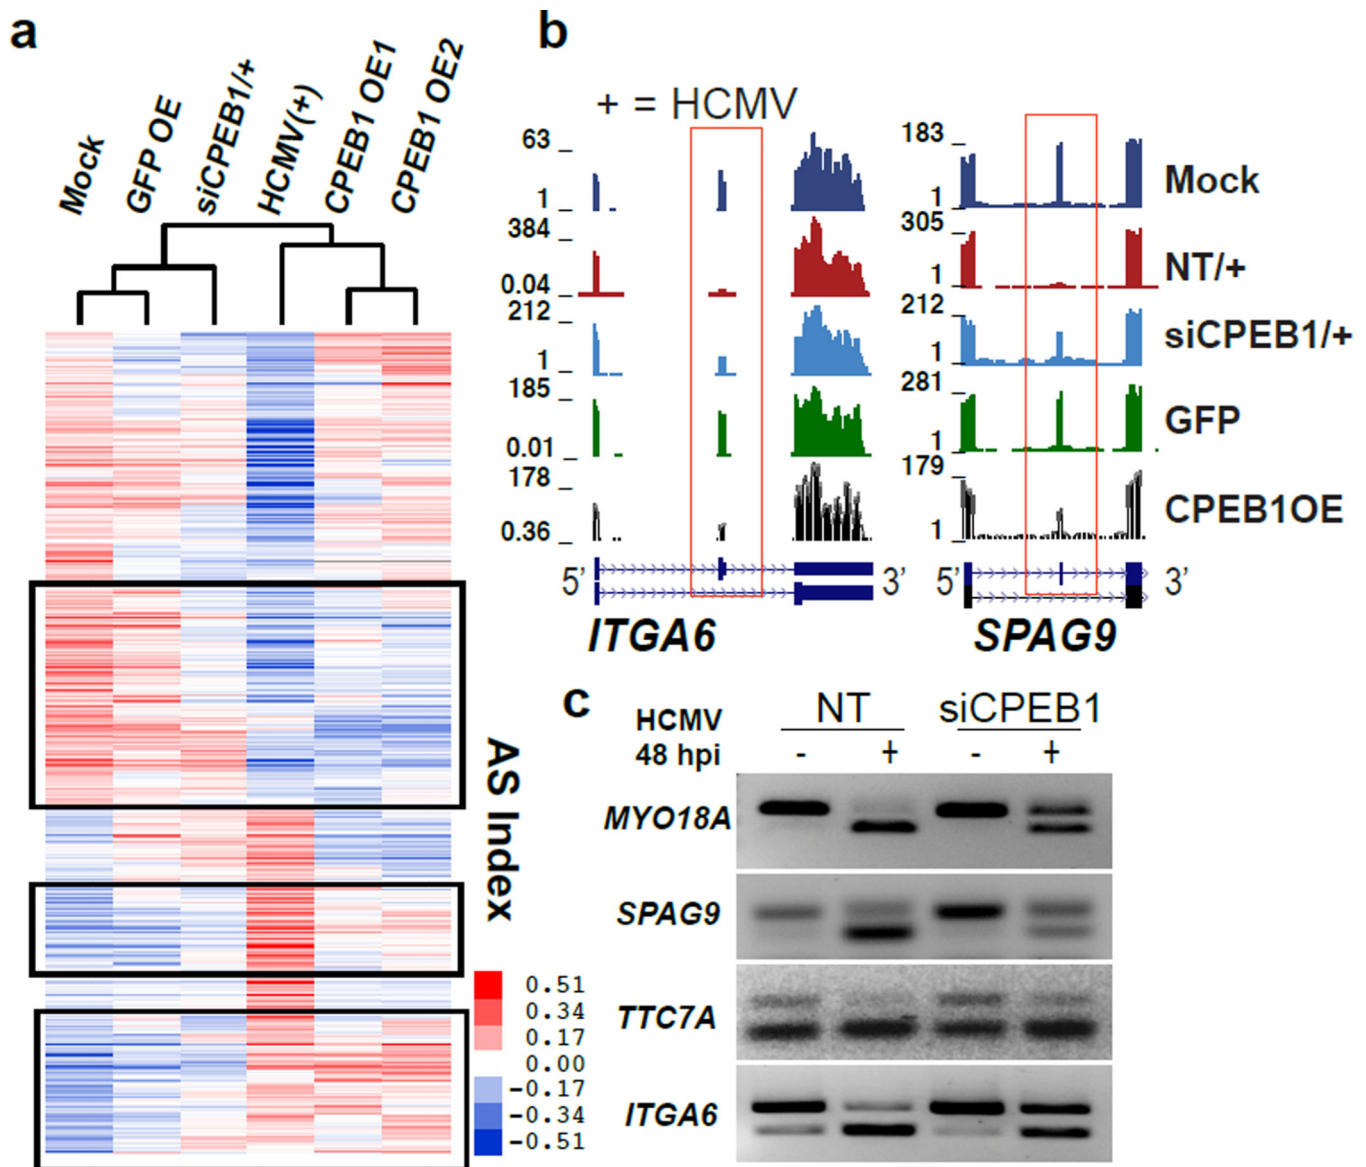 a
Mock
GFP OE
siCPEB1/+
HCMV(+)
CPEB1 OE1
CPEB1 OE2
AS Index
0.51
0.34
0.17
0.00
-0.17
-0.34
-0.51
b
+ = HCMV
63
1
384
0.04
212
1
185
0.01
178
0.36
5'
3'
ITGA6
183
1
305
1
212
1
281
1
179
1
5'
3'
SPAG9
Mock
NT/+
siCPEB1/+
GFP
CPEB1OE
c
HCMV
48 hpi
NT
siCPEB1
- + - +
MYO18A
SPAG9
TTC7A
ITGA6